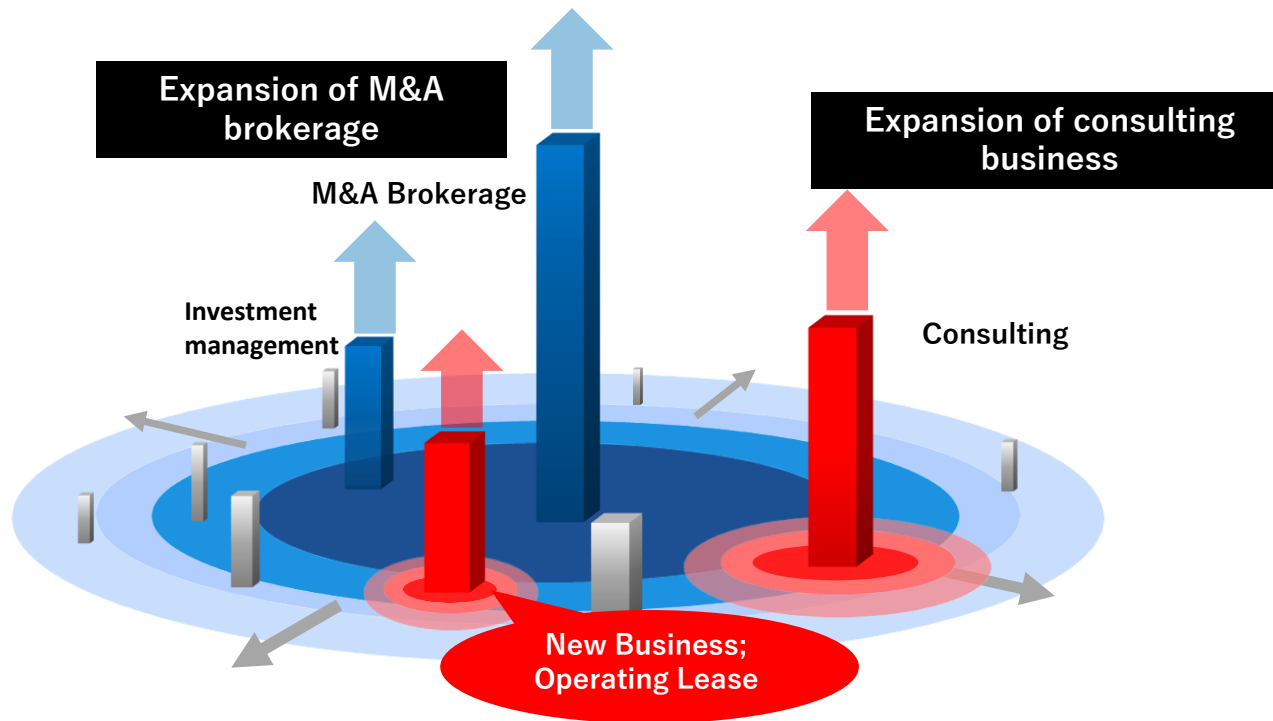 Expansion of M&A
brokerage
Expansion of consulting
business
M&A Brokerage
Investment
management
Consulting
New Business;
Operating Lease